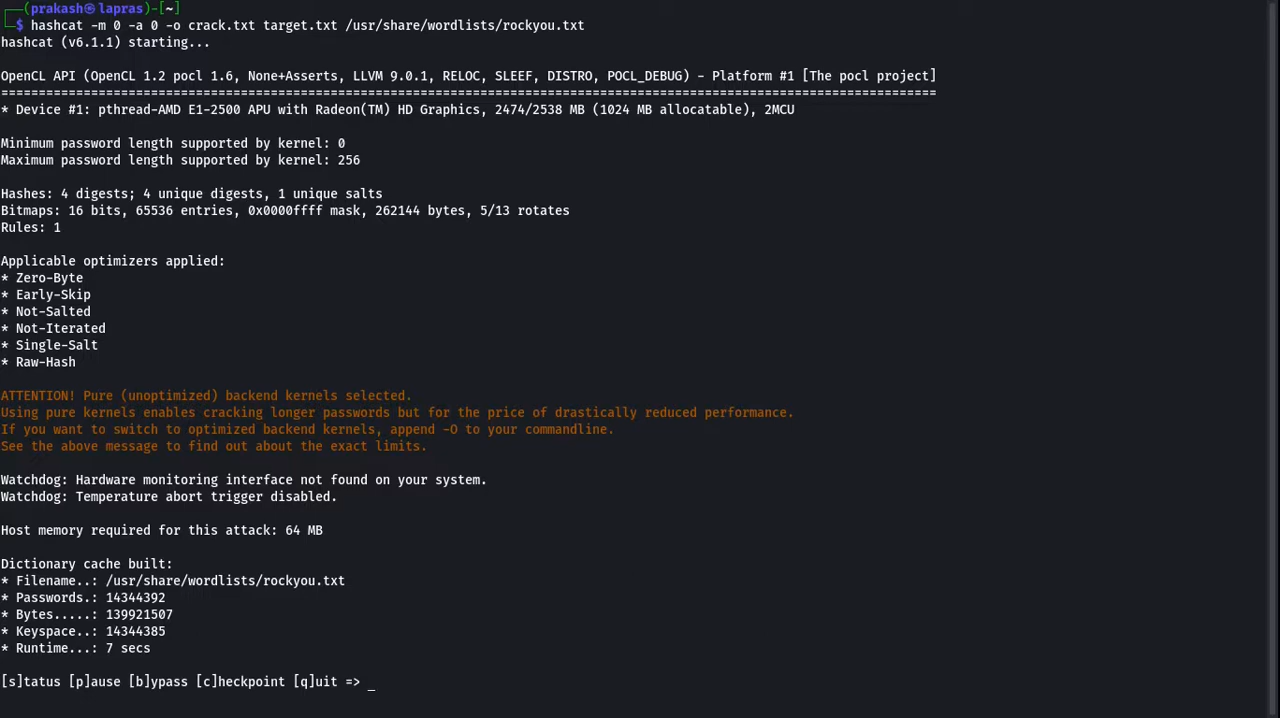 (prakash㉿lapras)-[~]
$ hashcat -m 0 -a 0 -o crack.txt target.txt /usr/share/wordlists/rockyou.txt
hashcat (v6.1.1) starting...
OpenCL API (OpenCL 1.2 pocl 1.6, None+Asserts, LLVM 9.0.1, RELOC, SLEEF, DISTRO, POCL_DEBUG) - Platform #1 [The pocl project]
=============================================================================================================================
* Device #1: pthread-AMD E1-2500 APU with Radeon(TM) HD Graphics, 2474/2538 MB (1024 MB allocatable), 2MCU
Minimum password length supported by kernel: 0
Maximum password length supported by kernel: 256
Hashes: 4 digests; 4 unique digests, 1 unique salts
Bitmaps: 16 bits, 65536 entries, 0x0000ffff mask, 262144 bytes, 5/13 rotates
Rules: 1
Applicable optimizers applied:
* Zero-Byte
* Early-Skip
* Not-Salted
* Not-Iterated
* Single-Salt
* Raw-Hash
ATTENTION! Pure (unoptimized) backend kernels selected.
Using pure kernels enables cracking longer passwords but for the price of drastically reduced performance.
If you want to switch to optimized backend kernels, append -O to your commandline.
See the above message to find out about the exact limits.
Watchdog: Hardware monitoring interface not found on your system.
Watchdog: Temperature abort trigger disabled.
Host memory required for this attack: 64 MB
Dictionary cache built:
* Filename..: /usr/share/wordlists/rockyou.txt
* Passwords.: 14344392
* Bytes.....: 139921507
* Keyspace..: 14344385
* Runtime...: 7 secs
[s]tatus [p]ause [b]ypass [c]heckpoint [q]uit => _